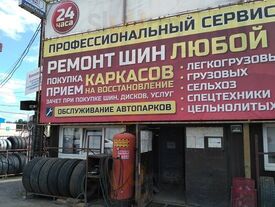 24
часа
ПРОФЕССИОНАЛЬНЫЙ СЕРВИС
РЕМОНТ ШИН ЛЮБОЙ
ПОКУПКА КАРКАСОВ
ПРИЕМ НА ВОССТАНОВЛЕНИЕ
ЗАЧЕТ ПРИ ПОКУПКЕ ШИН, ДИСКОВ, УСЛУГ
ОБСЛУЖИВАНИЕ АВТОПАРКОВ
• ЛЕГКОГРУЗОВЫ
• ГРУЗОВЫХ
• СЕЛЬХОЗ
• СПЕЦТЕХНИКИ
• ЦЕЛЬНОЛИТЫХ